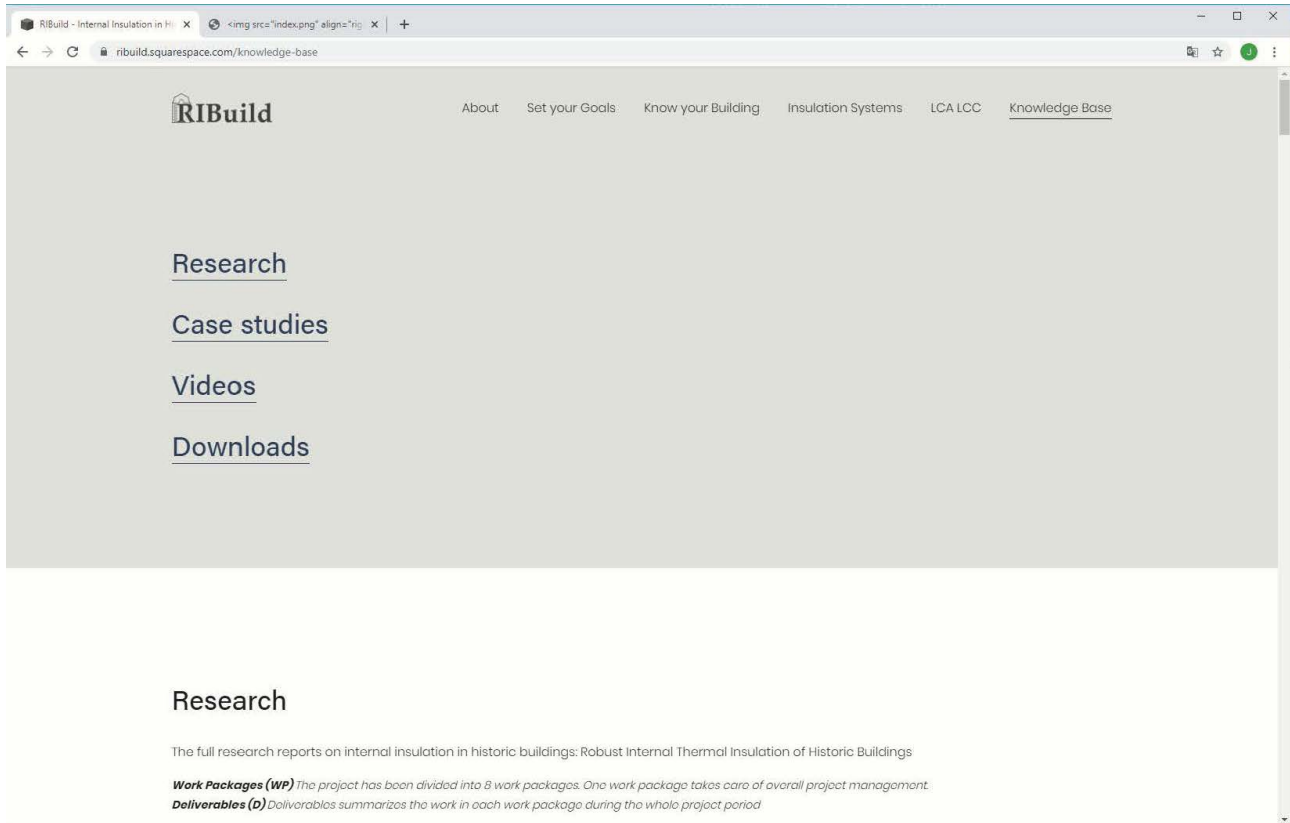 RIBuild - Internal Insulation in Hi
<img src="index.png" align="rig
ribuild.squarespace.com/knowledge-base
J
RIBuild
About Set your Goals Know your Building Insulation Systems LCA LCC Knowledge Base
Research
Case studies
Videos
Downloads
Research
The full research reports on internal insulation in historic buildings: Robust Internal Thermal Insulation of Historic Buildings
Work Packages (WP) The project has been divided into 8 work packages. One work package takes care of overall project management
Deliverables (D) Deliverables summarizes the work in each work package during the whole project period